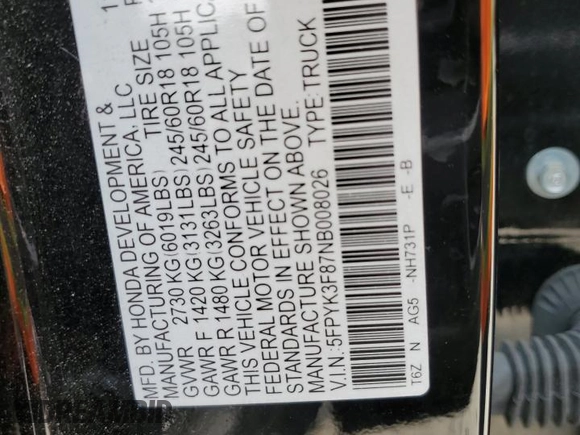 MFD. BY HONDA DEVELOPMENT & 1
MANUFACTURING OF AMERICA, LLC
GVWR 2730 KG(6019LBS) TIRE SIZE
GAWR F 1420 KG(3131LBS) 245/60R18 105H
GAWR R 1480 KG(3263LBS) 245/60R18 105H
THIS VEHICLE CONFORMS TO ALL
FEDERAL MOTOR VEHICLE SAFETY
STANDARDS IN EFFECT ON THE DATE OF
MANUFACTURE SHOWN ABOVE.
V.I.N.:5FPYK3F87NB008026 TYPE:TRUCK
T6Z N AG5 -NH731P -E -B